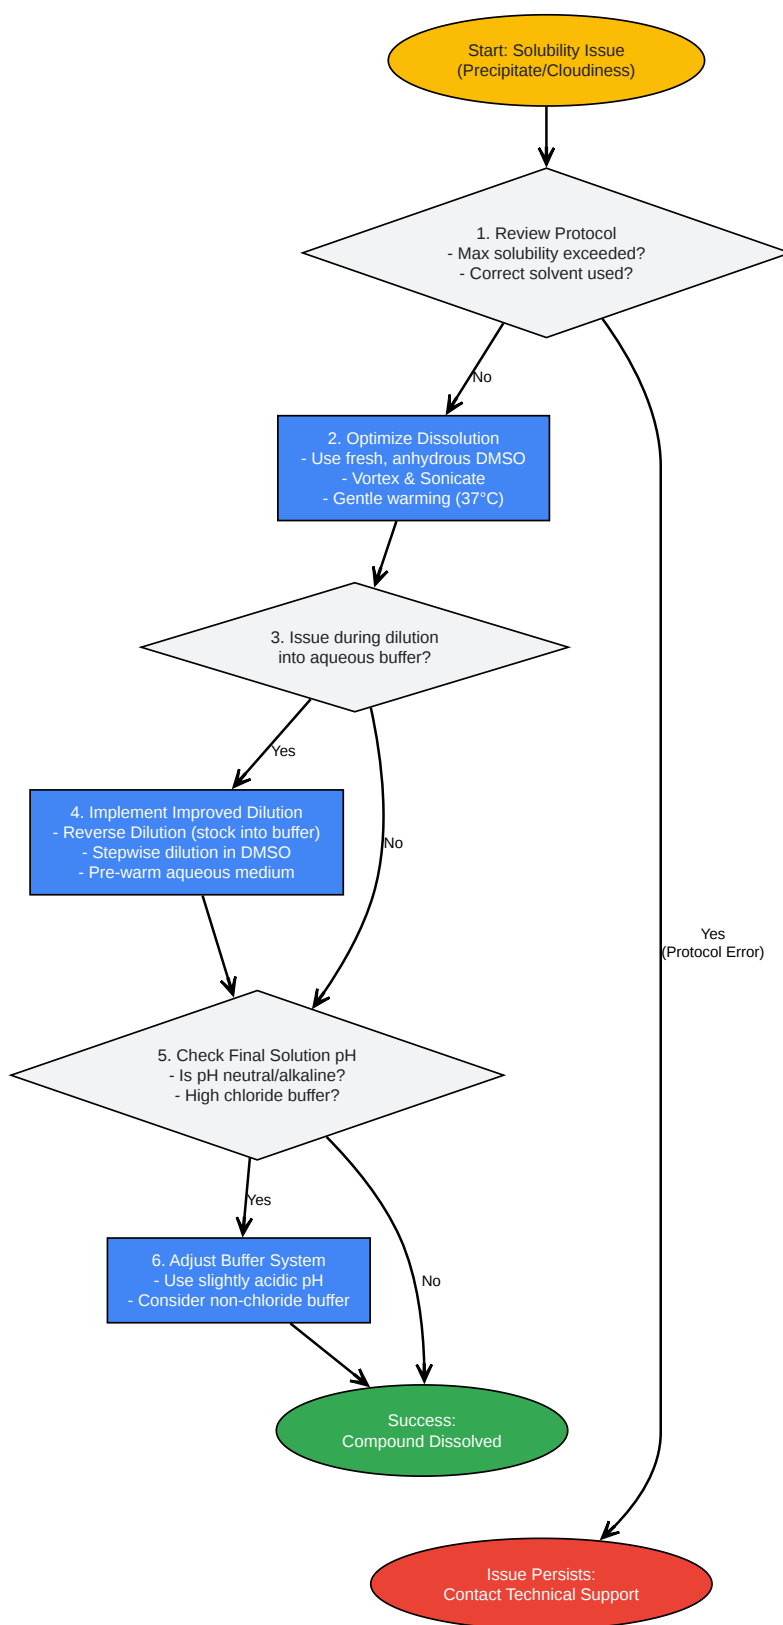 Start: Solubility Issue
(Precipitate/Cloudiness)
1. Review Protocol
- Max solubility exceeded?
- Correct solvent used?
No
2. Optimize Dissolution
- Use fresh, anhydrous DMSO
- Vortex & Sonicate
- Gentle warming (37°C)
3. Issue during dilution
into aqueous buffer?
Yes
4. Implement Improved Dilution
- Reverse Dilution (stock into buffer)
- Stepwise dilution in DMSO
- Pre-warm aqueous medium
No
Yes
(Protocol Error)
5. Check Final Solution pH
- Is pH neutral/alkaline?
- High chloride buffer?
Yes
6. Adjust Buffer System
- Use slightly acidic pH
- Consider non-chloride buffer
No
Success:
Compound Dissolved
Issue Persists:
Contact Technical Support